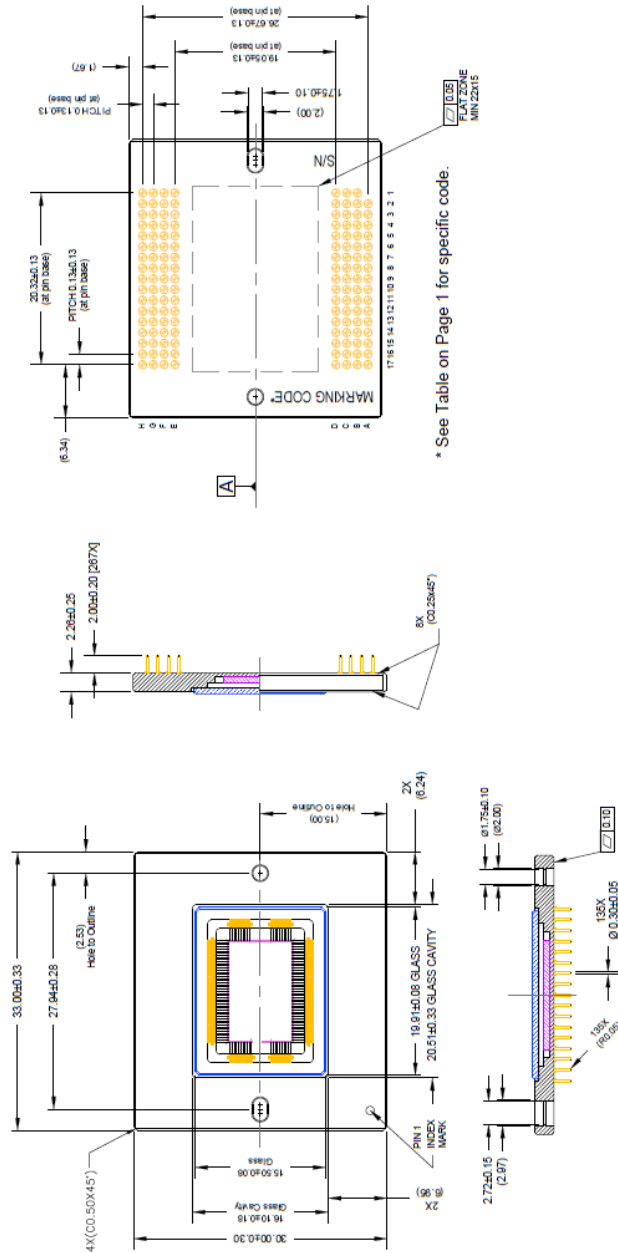 26.67±0.13
(at pin base)
19.05±0.13
(at pin base)
(1.67)
PITCH 0.13±0.13
(at pin base)
1.75±0.10
(2.00)
0.05
FLAT ZONE
MIN 22x15
S/N
20.32±0.13
(at pin base)
PITCH 0.13±0.13
(at pin base)
(6.34)
H
G
F
E
D
C
B
A
17 16 15 14 13 12 11 10 9 8 7 6 5 4 3 2 1
MARKING CODE*
A
* See Table on Page 1 for specific code.
2.26±0.25
2.00±0.20 [267X]
8X
(C0.25x45°)
33.00±0.33
27.94±0.28
(2.53)
Hole to Outline
4X(C0.50X45°)
(15.00)
Hole to Outline
2X
(6.24)
19.91±0.08 GLASS
20.51±0.33 GLASS CAVITY
PIN 1
INDEX
MARK
15.50±0.08
Glass
16.10±0.18
Glass Cavity
30.00±0.30
2X
(6.95)
Ø1.75±0.10
(Ø2.00)
0.10
135X
Ø 0.30±0.05
135X
(R0.05)
2.72±0.15
(2.97)